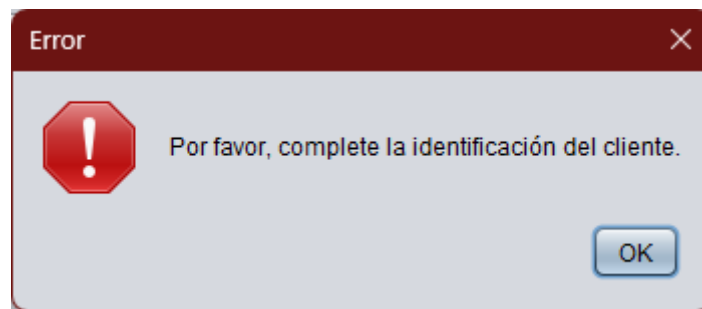 Error
Por favor, complete la identificación del cliente.
OK